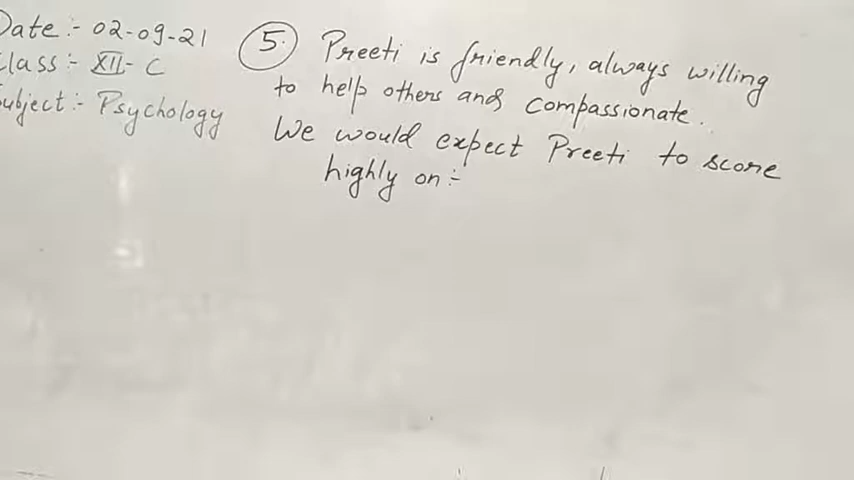 Date :- 02-09-21
Class :- XII - C
Subject :- Psychology
5. Preeti is friendly, always willing
to help others and compassionate.
We would expect Preeti to score
highly on :-